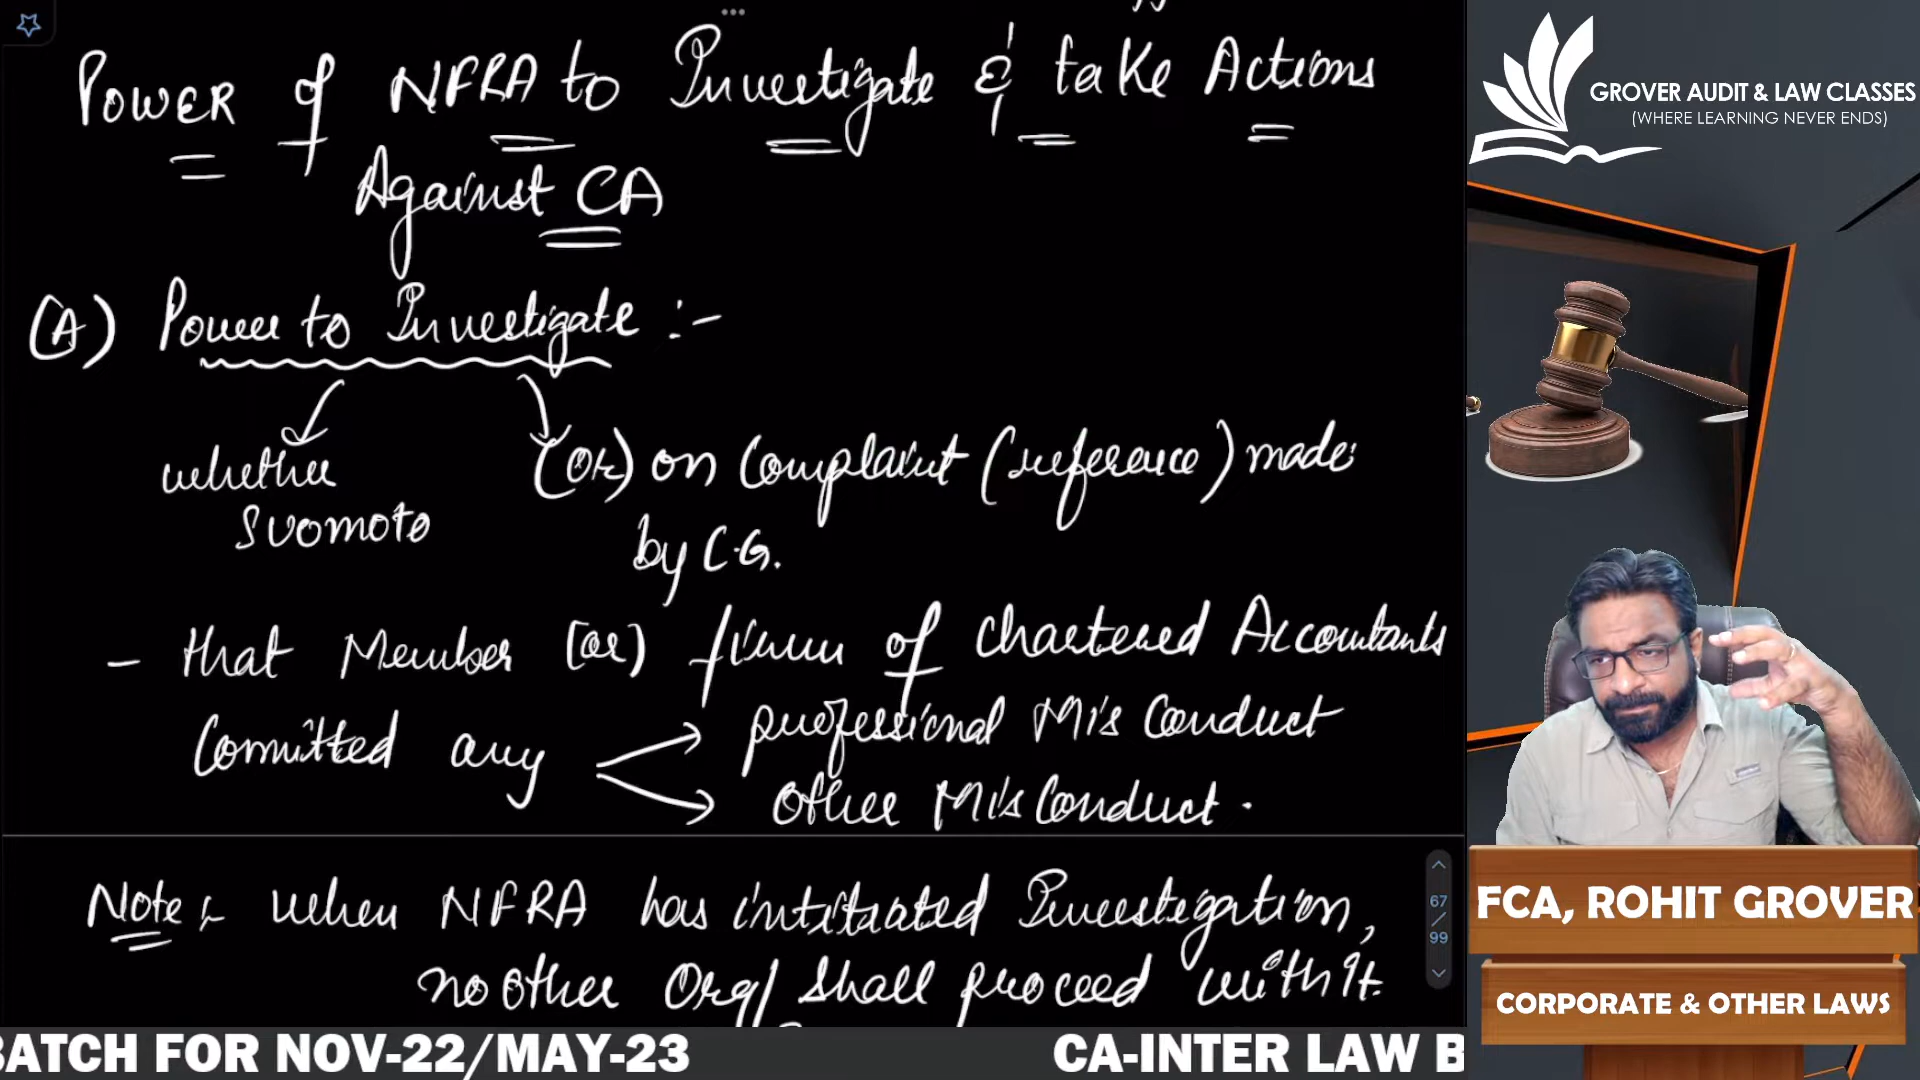 POWER of NFRA to Investigate & take Actions
Against CA
(A) Power to Investigate :-
whether
Suomoto
(OR) on Complaint (reference) made
by C.G.
- that Member (or) firm of Chartered Accountants
Committed any
professional Mis Conduct
Other Mis Conduct .
Note :- when NFRA has intitiated Investigation,
no other Org/ Shall proceed with it.
67
/
99
GROVER AUDIT & LAW CLASSES
(WHERE LEARNING NEVER ENDS)
FCA, ROHIT GROVER
CORPORATE & OTHER LAWS
BATCH FOR NOV-22/MAY-23
CA-INTER LAW B